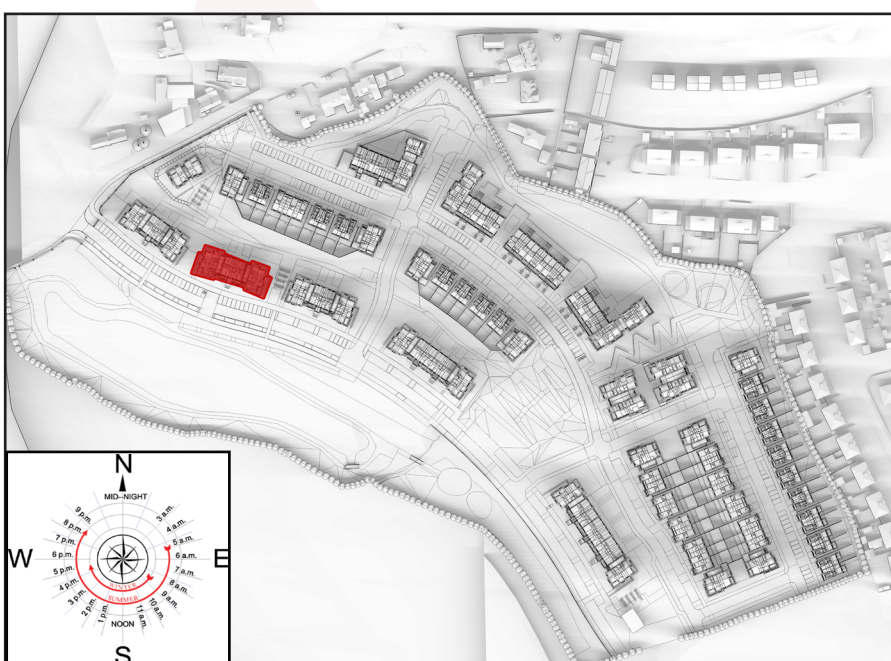 N
MID--NIGHT
9 p.m.
3 a.m.
8 p.m.
4 a.m.
7 p.m.
5 a.m.
W
6 p.m.
6 a.m.
E
5 p.m.
7 a.m.
4 p.m.
8 a.m.
WINTER
3 p.m.
9 a.m.
SUMMER
2 p.m.
10 a.m.
1 p.m.
11 a.m.
NOON
S